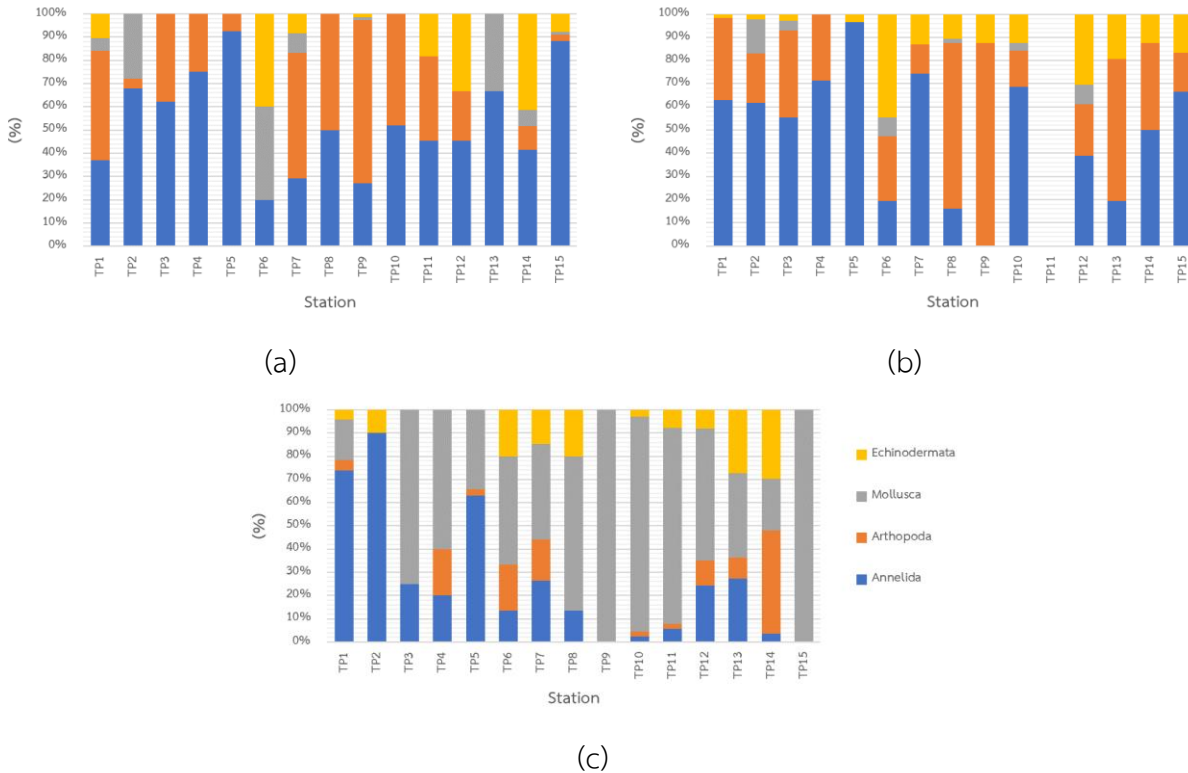 100%
90%
80%
70%
60%
50%
40%
30%
20%
10%
0%
(%)
TP1 TP2 TP3 TP4 TP5 TP6 TP7 TP8 TP9 TP10 TP11 TP12 TP13 TP14 TP15
Station
(a)
100%
90%
80%
70%
60%
50%
40%
30%
20%
10%
0%
(%)
TP1 TP2 TP3 TP4 TP5 TP6 TP7 TP8 TP9 TP10 TP11 TP12 TP13 TP14 TP15
Station
(b)
100%
90%
80%
70%
60%
50%
40%
30%
20%
10%
0%
(%)
TP1 TP2 TP3 TP4 TP5 TP6 TP7 TP8 TP9 TP10 TP11 TP12 TP13 TP14 TP15
Station
Echinodermata
Mollusca
Arthopoda
Annelida
(c)